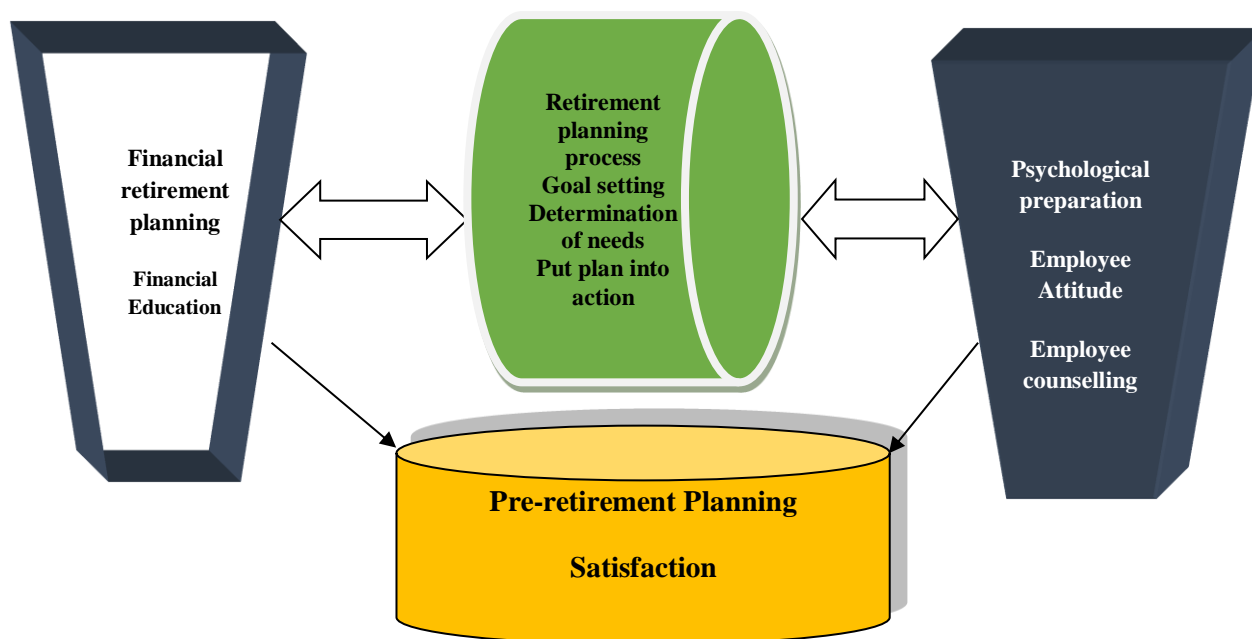 Financial
retirement
planning
Financial
Education
Retirement
planning
process
Goal setting
Determination
of needs
Put plan into
action
Psychological
preparation
Employee
Attitude
Employee
counselling
Pre-retirement Planning
Satisfaction